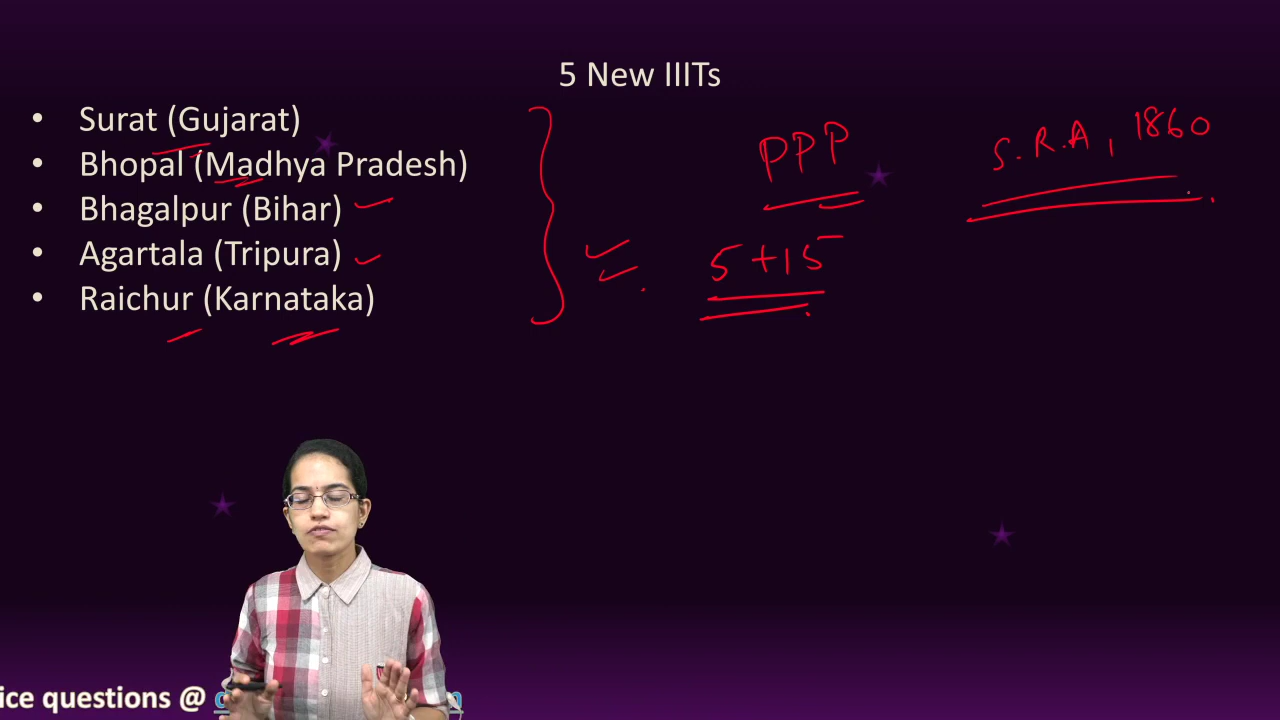 5 New IIITs
• Surat (Gujarat)
• Bhopal (Madhya Pradesh)
• Bhagalpur (Bihar)
• Agartala (Tripura)
• Raichur (Karnataka)
PPP
S.R.A, 1860
5+15
ice questions @